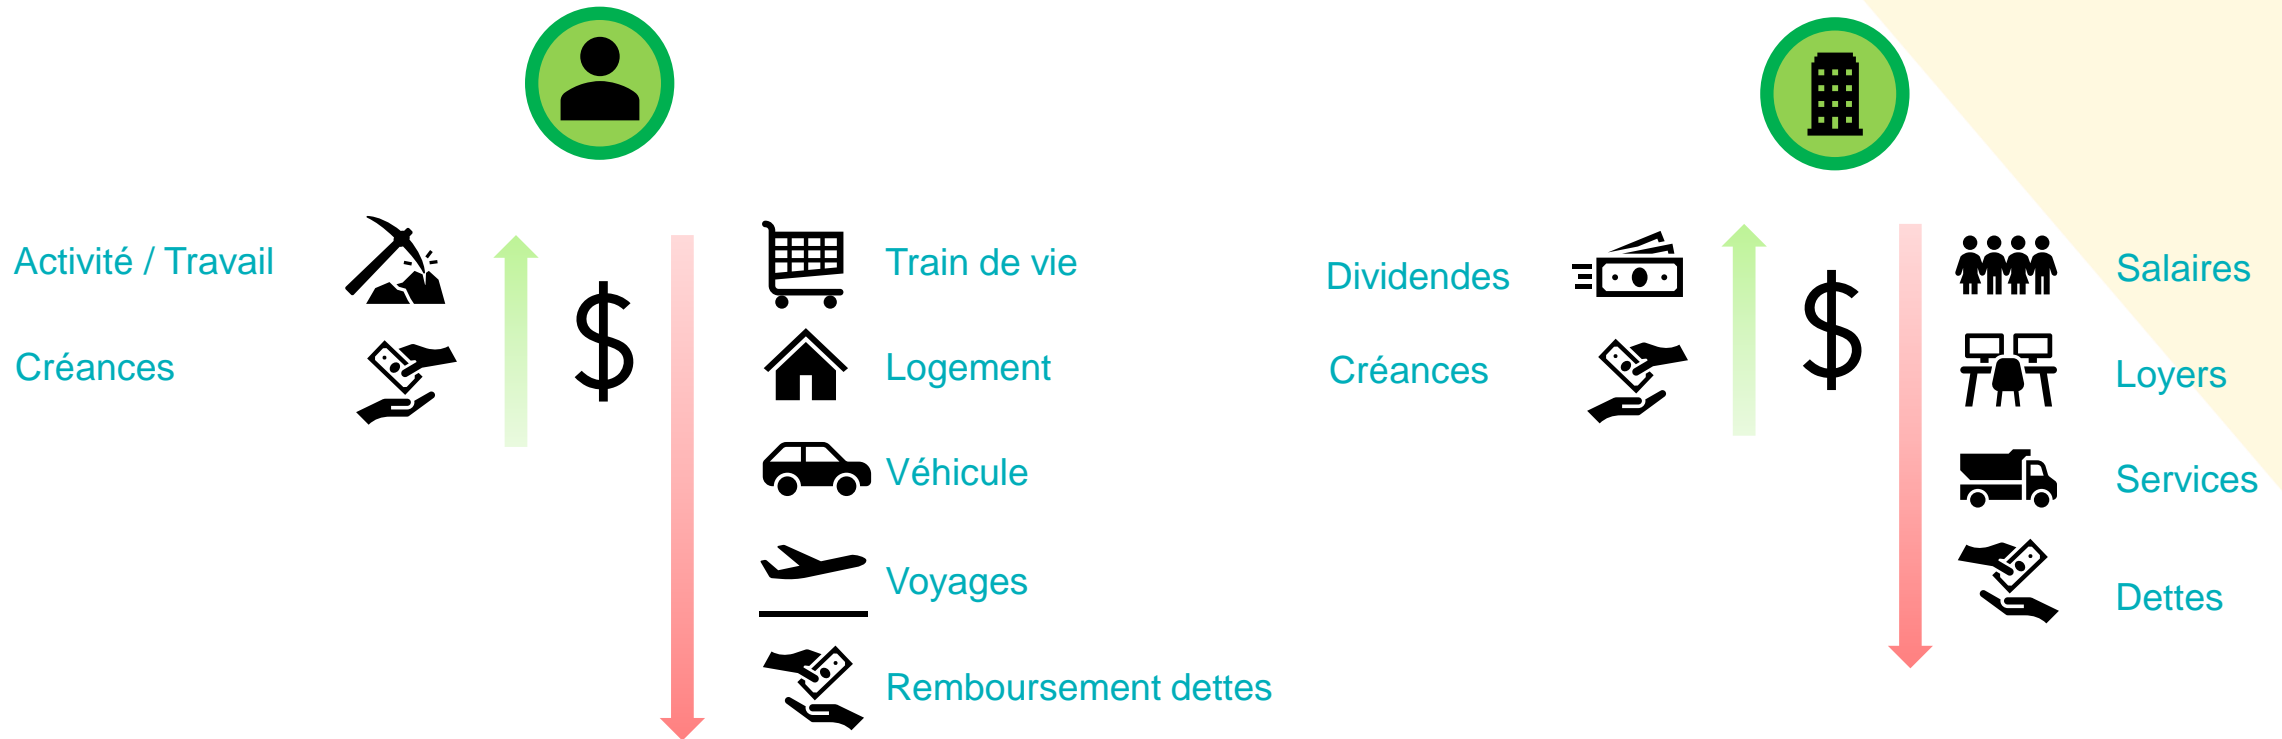 Activité / Travail
Créances
Train de vie
Logement
Véhicule
Voyages
Remboursement dettes
Dividendes
Créances
Salaires
Loyers
Services
Dettes